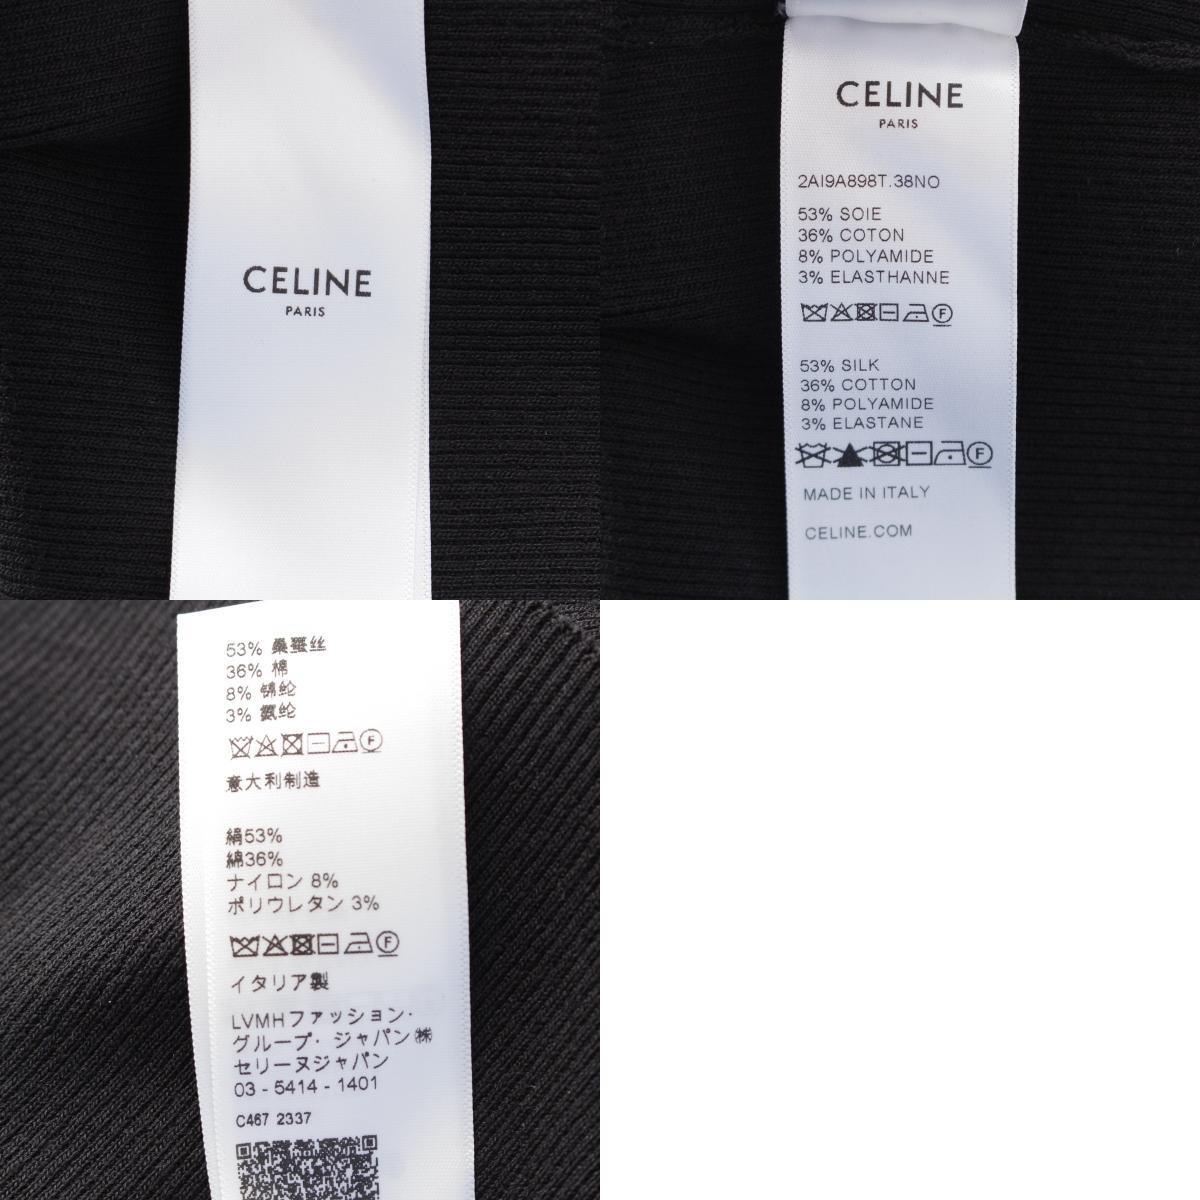 CELINE
PARIS
CELINE
PARIS
2AI9A898T.38NO
53% SOIE
36% COTON
8% POLYAMIDE
3% ELASTHANNE
F
53% SILK
36% COTTON
8% POLYAMIDE
3% ELASTANE
F
MADE IN ITALY
CELINE.COM
53% 桑蚕丝
36% 棉
8% 锦纶
3% 氨纶
F
意大利制造
絹53%
綿36%
ナイロン 8%
ポリウレタン 3%
F
イタリア製
LVMHファッション·
グループ· ジャパン㈱
セリーヌジャパン
03 - 5414 - 1401
C467 2337